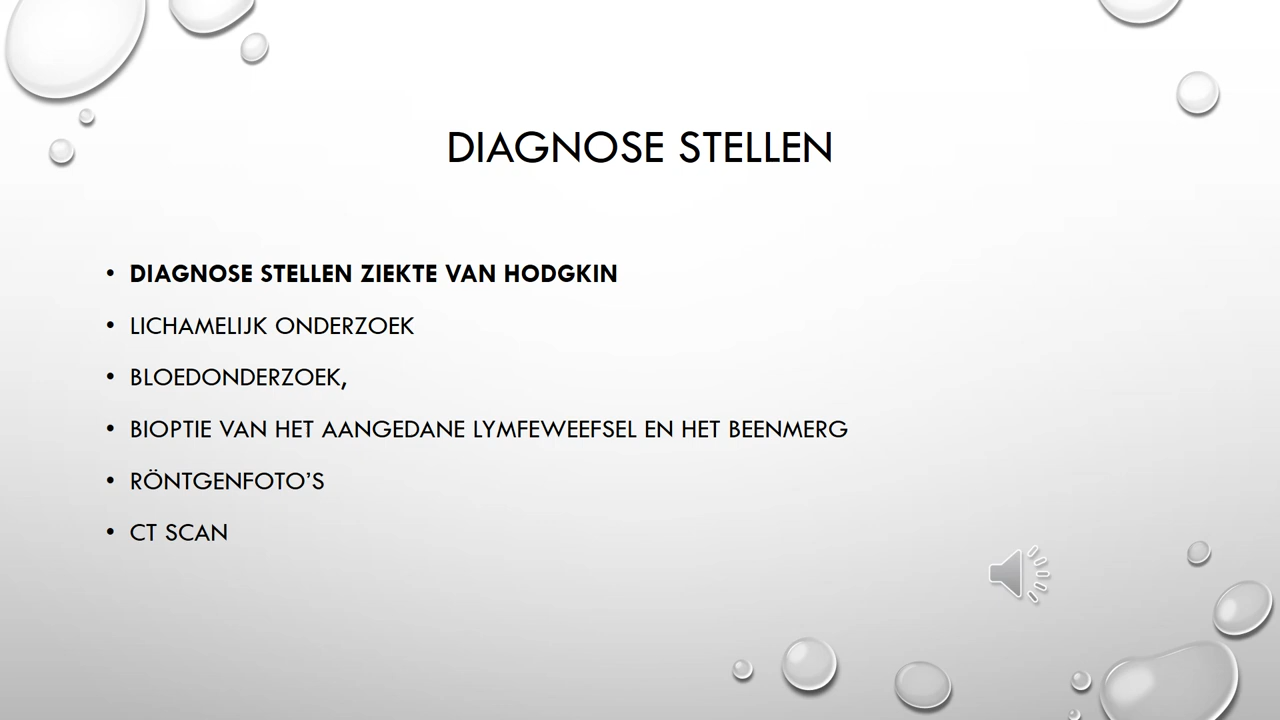 DIAGNOSE STELLEN
• DIAGNOSE STELLEN ZIEKTE VAN HODGKIN
• LICHAMELIJK ONDERZOEK
• BLOEDONDERZOEK,
• BIOPTIE VAN HET AANGEDANE LYMFEWEEFSEL EN HET BEENMERG
• RÖNTGENFOTO’S
• CT SCAN